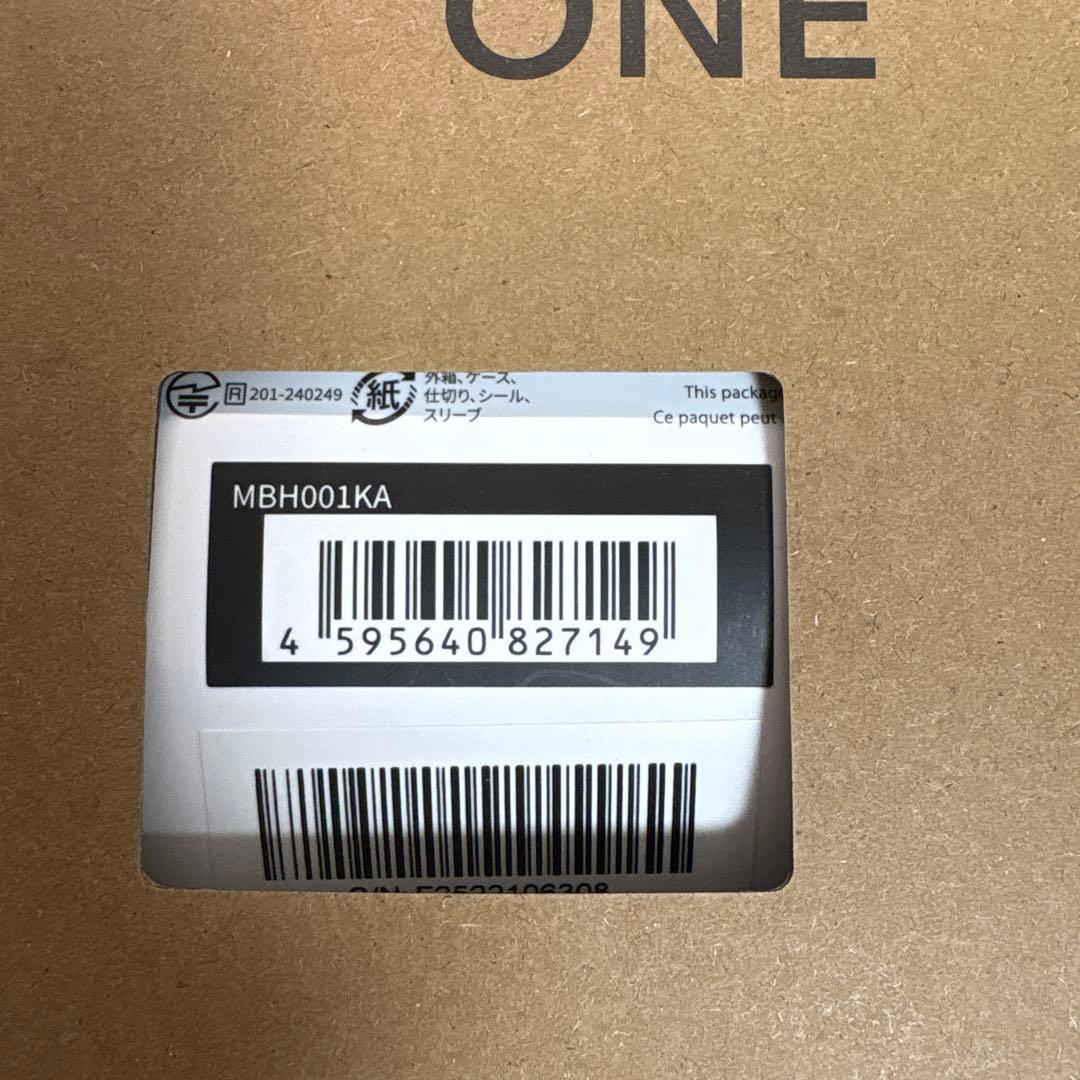 ONE
R 201-240249
紙
外箱、ケース、
仕切り、シール、
スリーブ
This packag
Ce paquet peut
MBH001KA
4 595640 827149